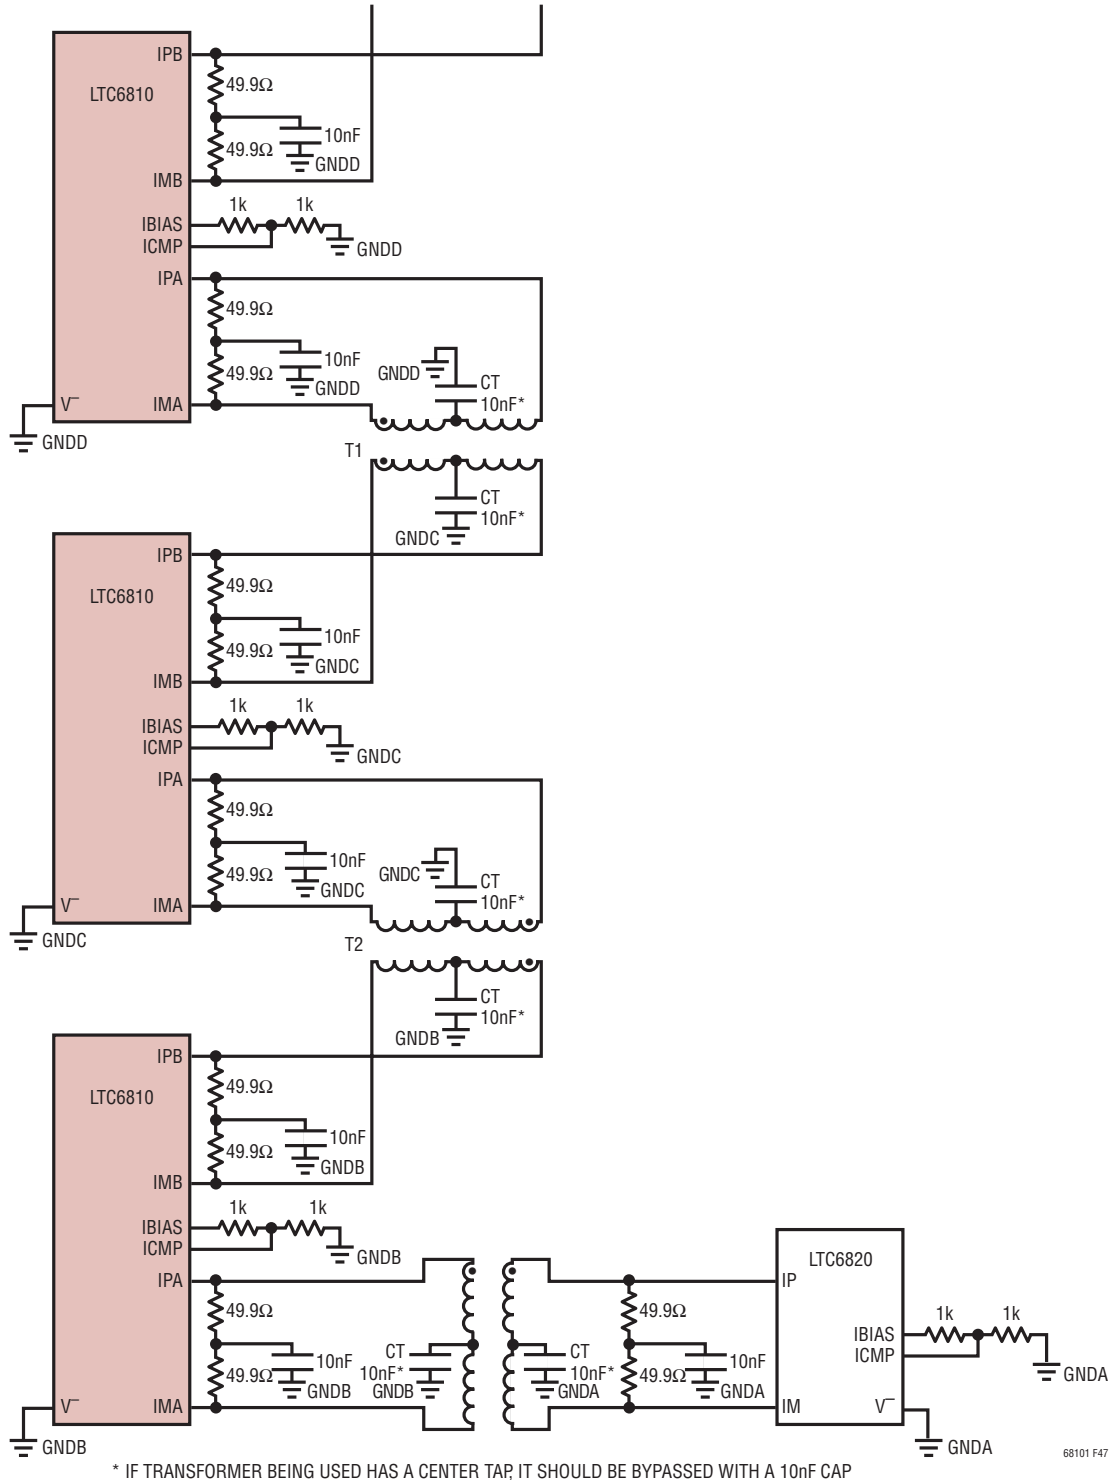 IPB
LTC6810
49.9Ω
10nF
49.9Ω
GNDD
IMB
1k 1k
IBIAS
ICMP
GNDD
IPA
49.9Ω
10nF
49.9Ω
GNDD
GNDD
CT
10nF*
V– IMA
GNDD
T1
CT
10nF*
GNDC
IPB
LTC6810
49.9Ω
10nF
49.9Ω
GNDC
IMB
1k 1k
IBIAS
ICMP
GNDC
IPA
49.9Ω
10nF
49.9Ω
GNDC
GNDC
CT
10nF*
V– IMA
GNDC
T2
CT
10nF*
GNDB
IPB
LTC6810
49.9Ω
10nF
49.9Ω
GNDB
IMB
1k 1k
IBIAS
ICMP
GNDB
IPA
49.9Ω
10nF
49.9Ω
GNDB
CT
10nF*
GNDB
CT
10nF*
GNDA
49.9Ω
10nF
49.9Ω
GNDA
V– IMA
GNDB
LTC6820
IP
1k 1k
IBIAS
ICMP
GNDA
IM V–
GNDA
68101 F47
* IF TRANSFORMER BEING USED HAS A CENTER TAP, IT SHOULD BE BYPASSED WITH A 10nF CAP